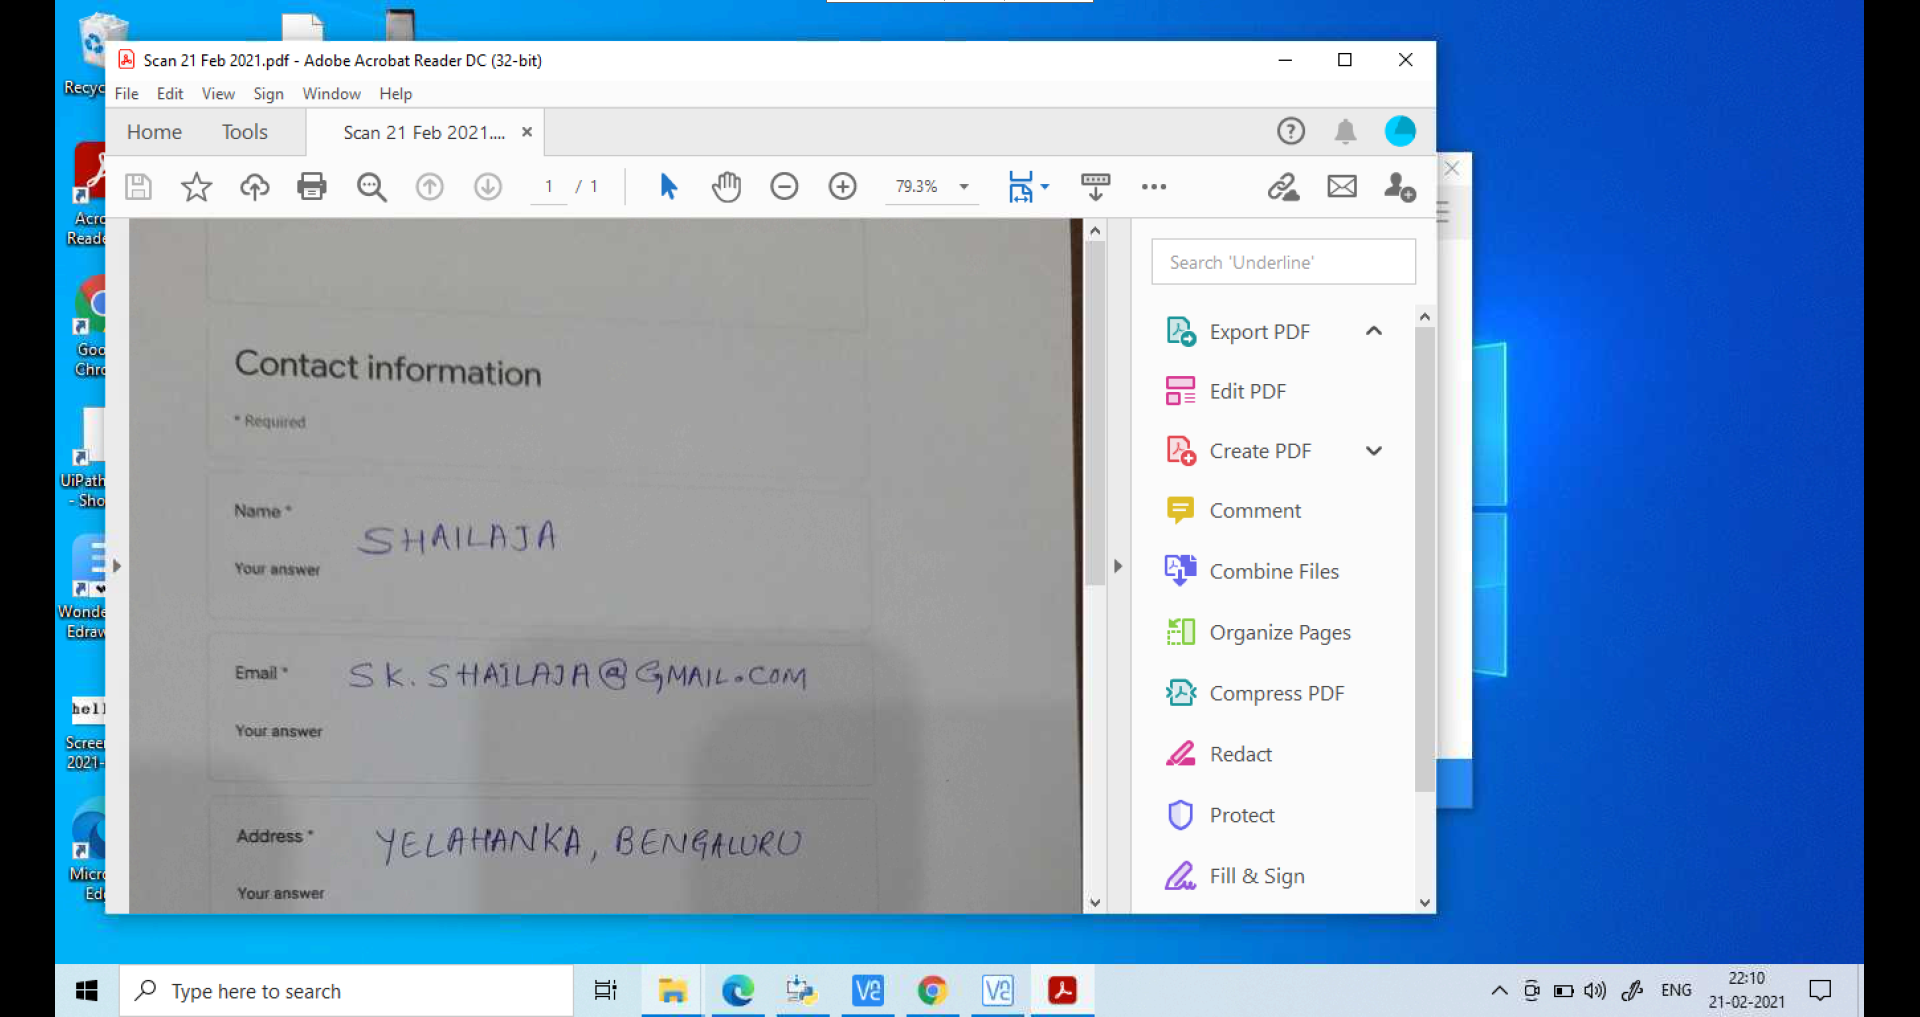 Recyc
Scan 21 Feb 2021.pdf - Adobe Acrobat Reader DC (32-bit)
File Edit View Sign Window Help
Home Tools Scan 21 Feb 2021....
1 / 1 79.3%
Acro
Reade
Goo
Chro
UiPath
- Sho
Wonde
Edraw
hell
Scree
2021-
Micro
Ed
Contact information
* Required
Name *
SHAILAJA
Your answer
Email * SK.SHAILAJA@GMAIL.COM
Your answer
Address * YELAHANKA, BENGALURU
Your answer
Search 'Underline'
Export PDF
Edit PDF
Create PDF
Comment
Combine Files
Organize Pages
Compress PDF
Redact
Protect
Fill & Sign
Type here to search
ENG
22:10
21-02-2021